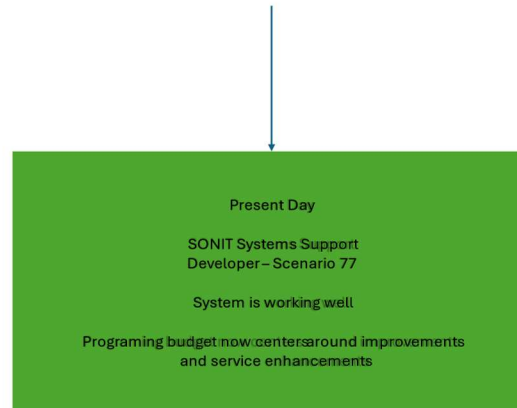 Present Day
SONIT Systems Support
Developer – Scenario 77
System is working well
Programing budget now centers around improvements
and service enhancements